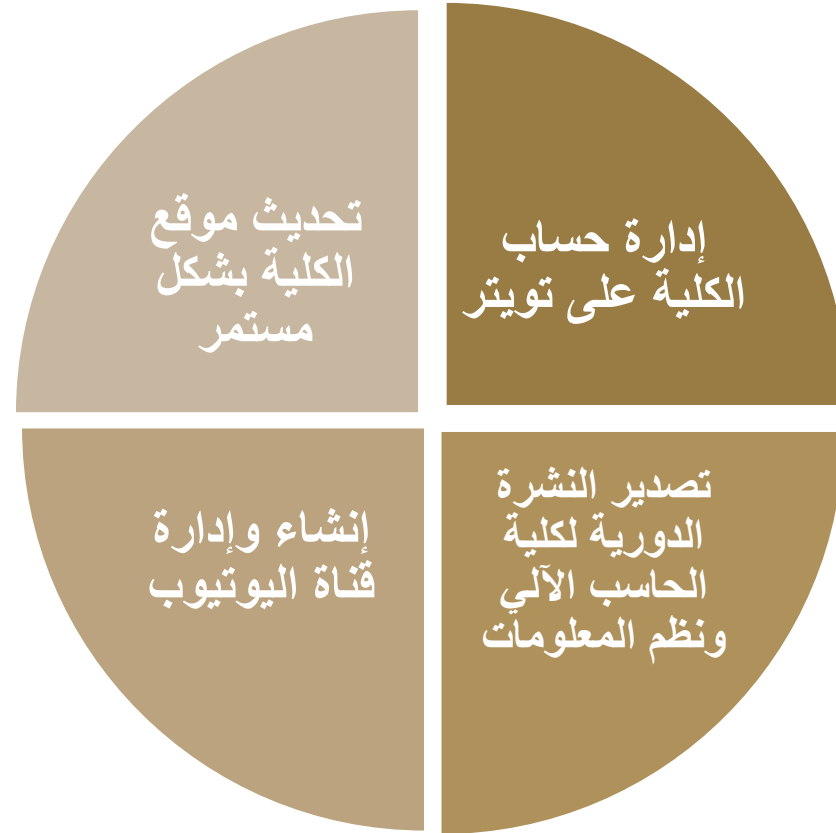 إدارة حساب
الكلية على تويتر
تحديث موقع
الكلية بشكل
مستمر
تصدير النشرة
الدورية لكلية
الحاسب الآلي
ونظم المعلومات
إنشاء وإدارة
قناة اليوتيوب